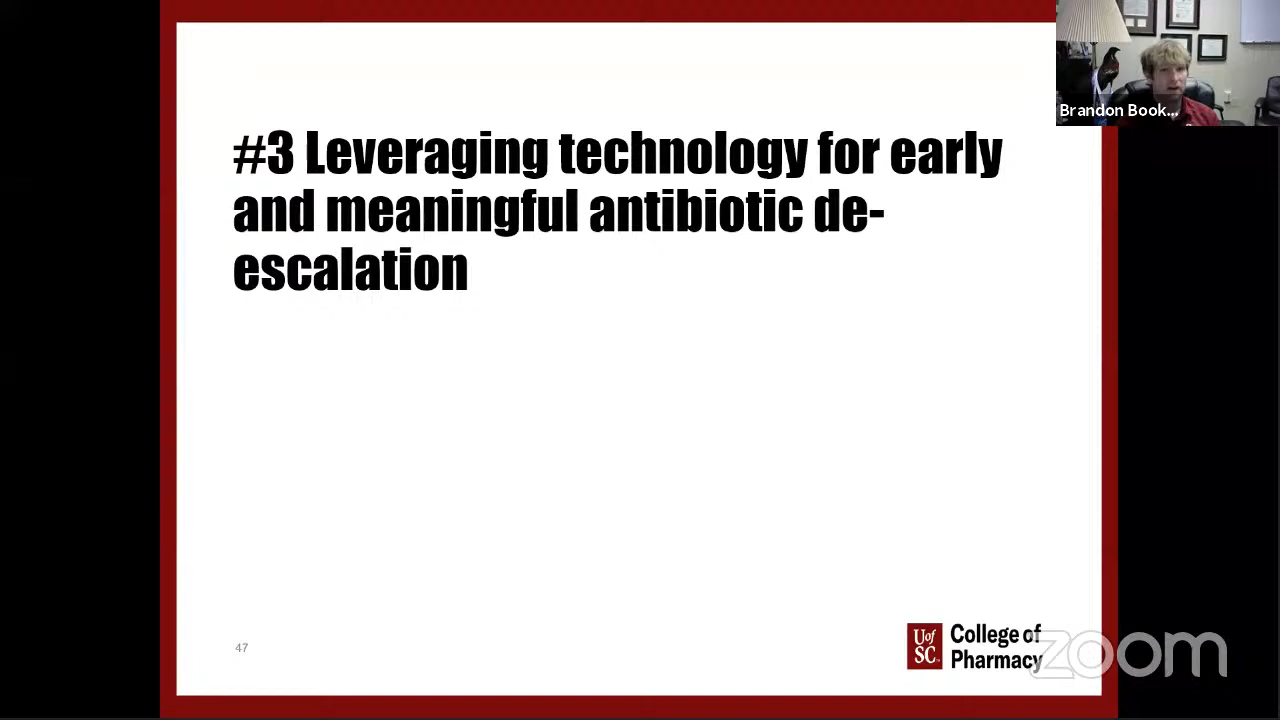 Brandon Book...
#3 Leveraging technology for early
and meaningful antibiotic de-
escalation
47
UofSC
College of
Pharmacy
zoom